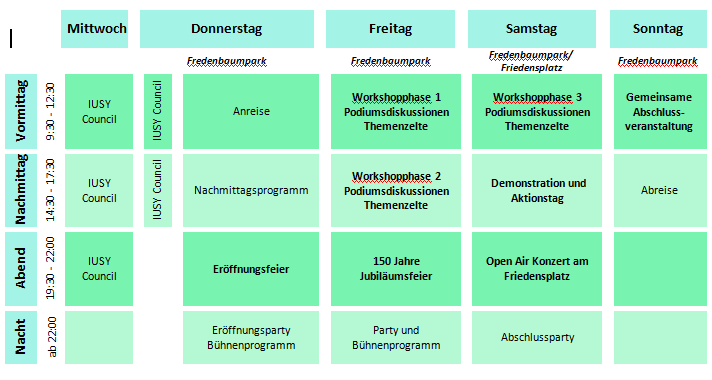 Mittwoch
Donnerstag
Freitag
Samstag
Sonntag
Fredenbaumpark
Fredenbaumpark
Fredenbaumpark/
Friedensplatz
Fredenbaumpark
Vormittag
9:30 - 12:30
IUSY
Council
IUSY Council
Anreise
Workshopphase 1
Podiumsdiskussionen
Themenzelte
Workshopphase 3
Podiumsdiskussionen
Themenzelte
Gemeinsame
Abschluss-
veranstaltung
Nachmittag
14:30 - 17:30
IUSY
Council
IUSY Council
Nachmittagsprogramm
Workshopphase 2
Podiumsdiskussionen
Themenzelte
Demonstration und
Aktionstag
Abreise
Abend
19:30 - 22:00
IUSY
Council
Eröffnungsfeier
150 Jahre
Jubiläumsfeier
Open Air Konzert am
Friedensplatz
Nacht
ab 22:00
Eröffnungsparty
Bühnenprogramm
Party und
Bühnenprogramm
Abschlussparty